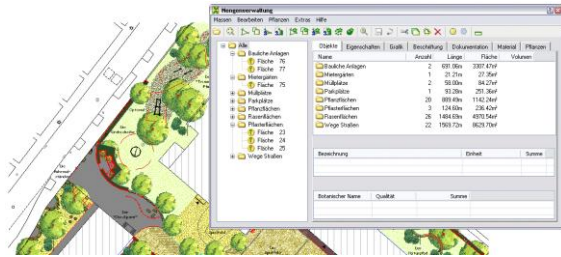 Mengenverwaltung
Massen Bearbeiten Pflanzen Extras Hilfe
Alle
Bauliche Anlagen
Fläche 76
Fläche 77
Mietergärten
Fläche 75
Müllplätze
Parkplätze
Pflanzflächen
Rasenflächen
Pflasterflächen
Fläche 23
Fläche 24
Fläche 25
Wege Straßen
Objekte Eigenschaften Grafik Beschriftung Dokumentation Material Pflanzen
Name Anzahl Länge Fläche Volumen
Bauliche Anlagen 2 691.06m 3387.47m²
Mietergärten 1 21.21m 27.35m²
Müllplätze 2 58.00m 84.27m²
Parkplätze 1 93.28m 251.36m²
Pflanzflächen 20 889.49m 1142.24m²
Pflasterflächen 3 124.60m 236.42m²
Rasenflächen 26 1484.69m 4970.54m²
Wege Straßen 22 1569.72m 8629.70m²
Bezeichnung Einheit Summe
Botanischer Name Qualität Summe